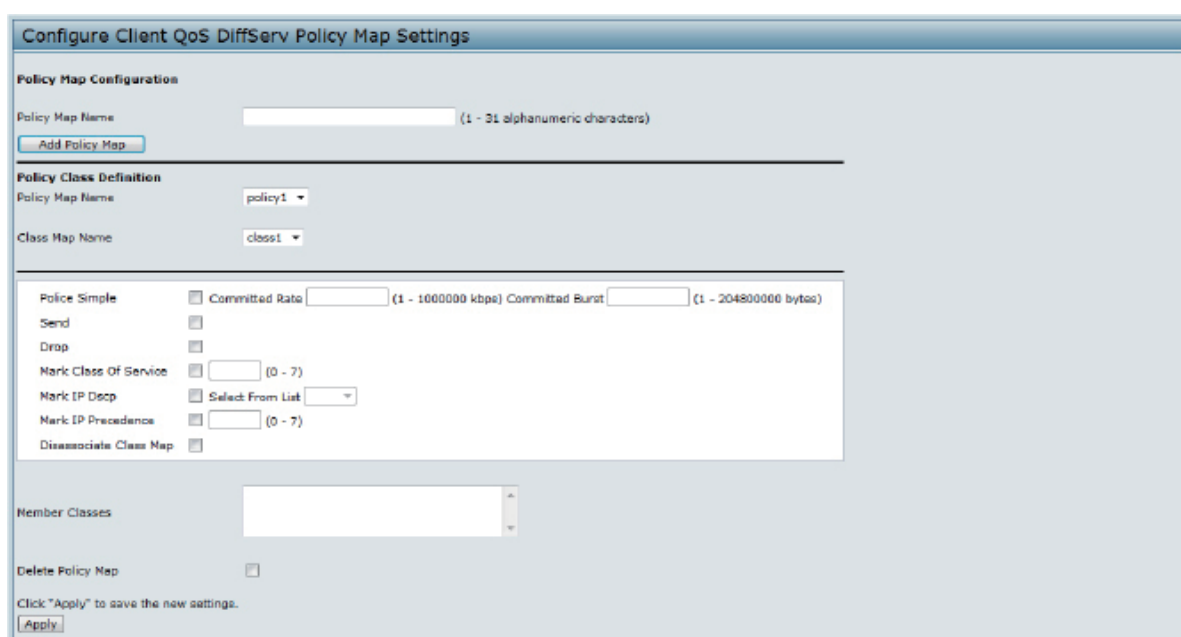 Configure Client QoS DiffServ Policy Map Settings
Policy Map Configuration
Policy Map Name (1 - 31 alphanumeric characters)
Add Policy Map
Policy Class Definition
Policy Map Name policy1
Class Map Name class1
Police Simple Committed Rate (1 - 1000000 kbps) Committed Burst (1 - 204800000 bytes)
Send
Drop
Mark Class Of Service (0 - 7)
Mark IP Dscp Select From List
Mark IP Precedence (0 - 7)
Disassociate Class Map
Member Classes
Delete Policy Map
Click "Apply" to save the new settings.
Apply